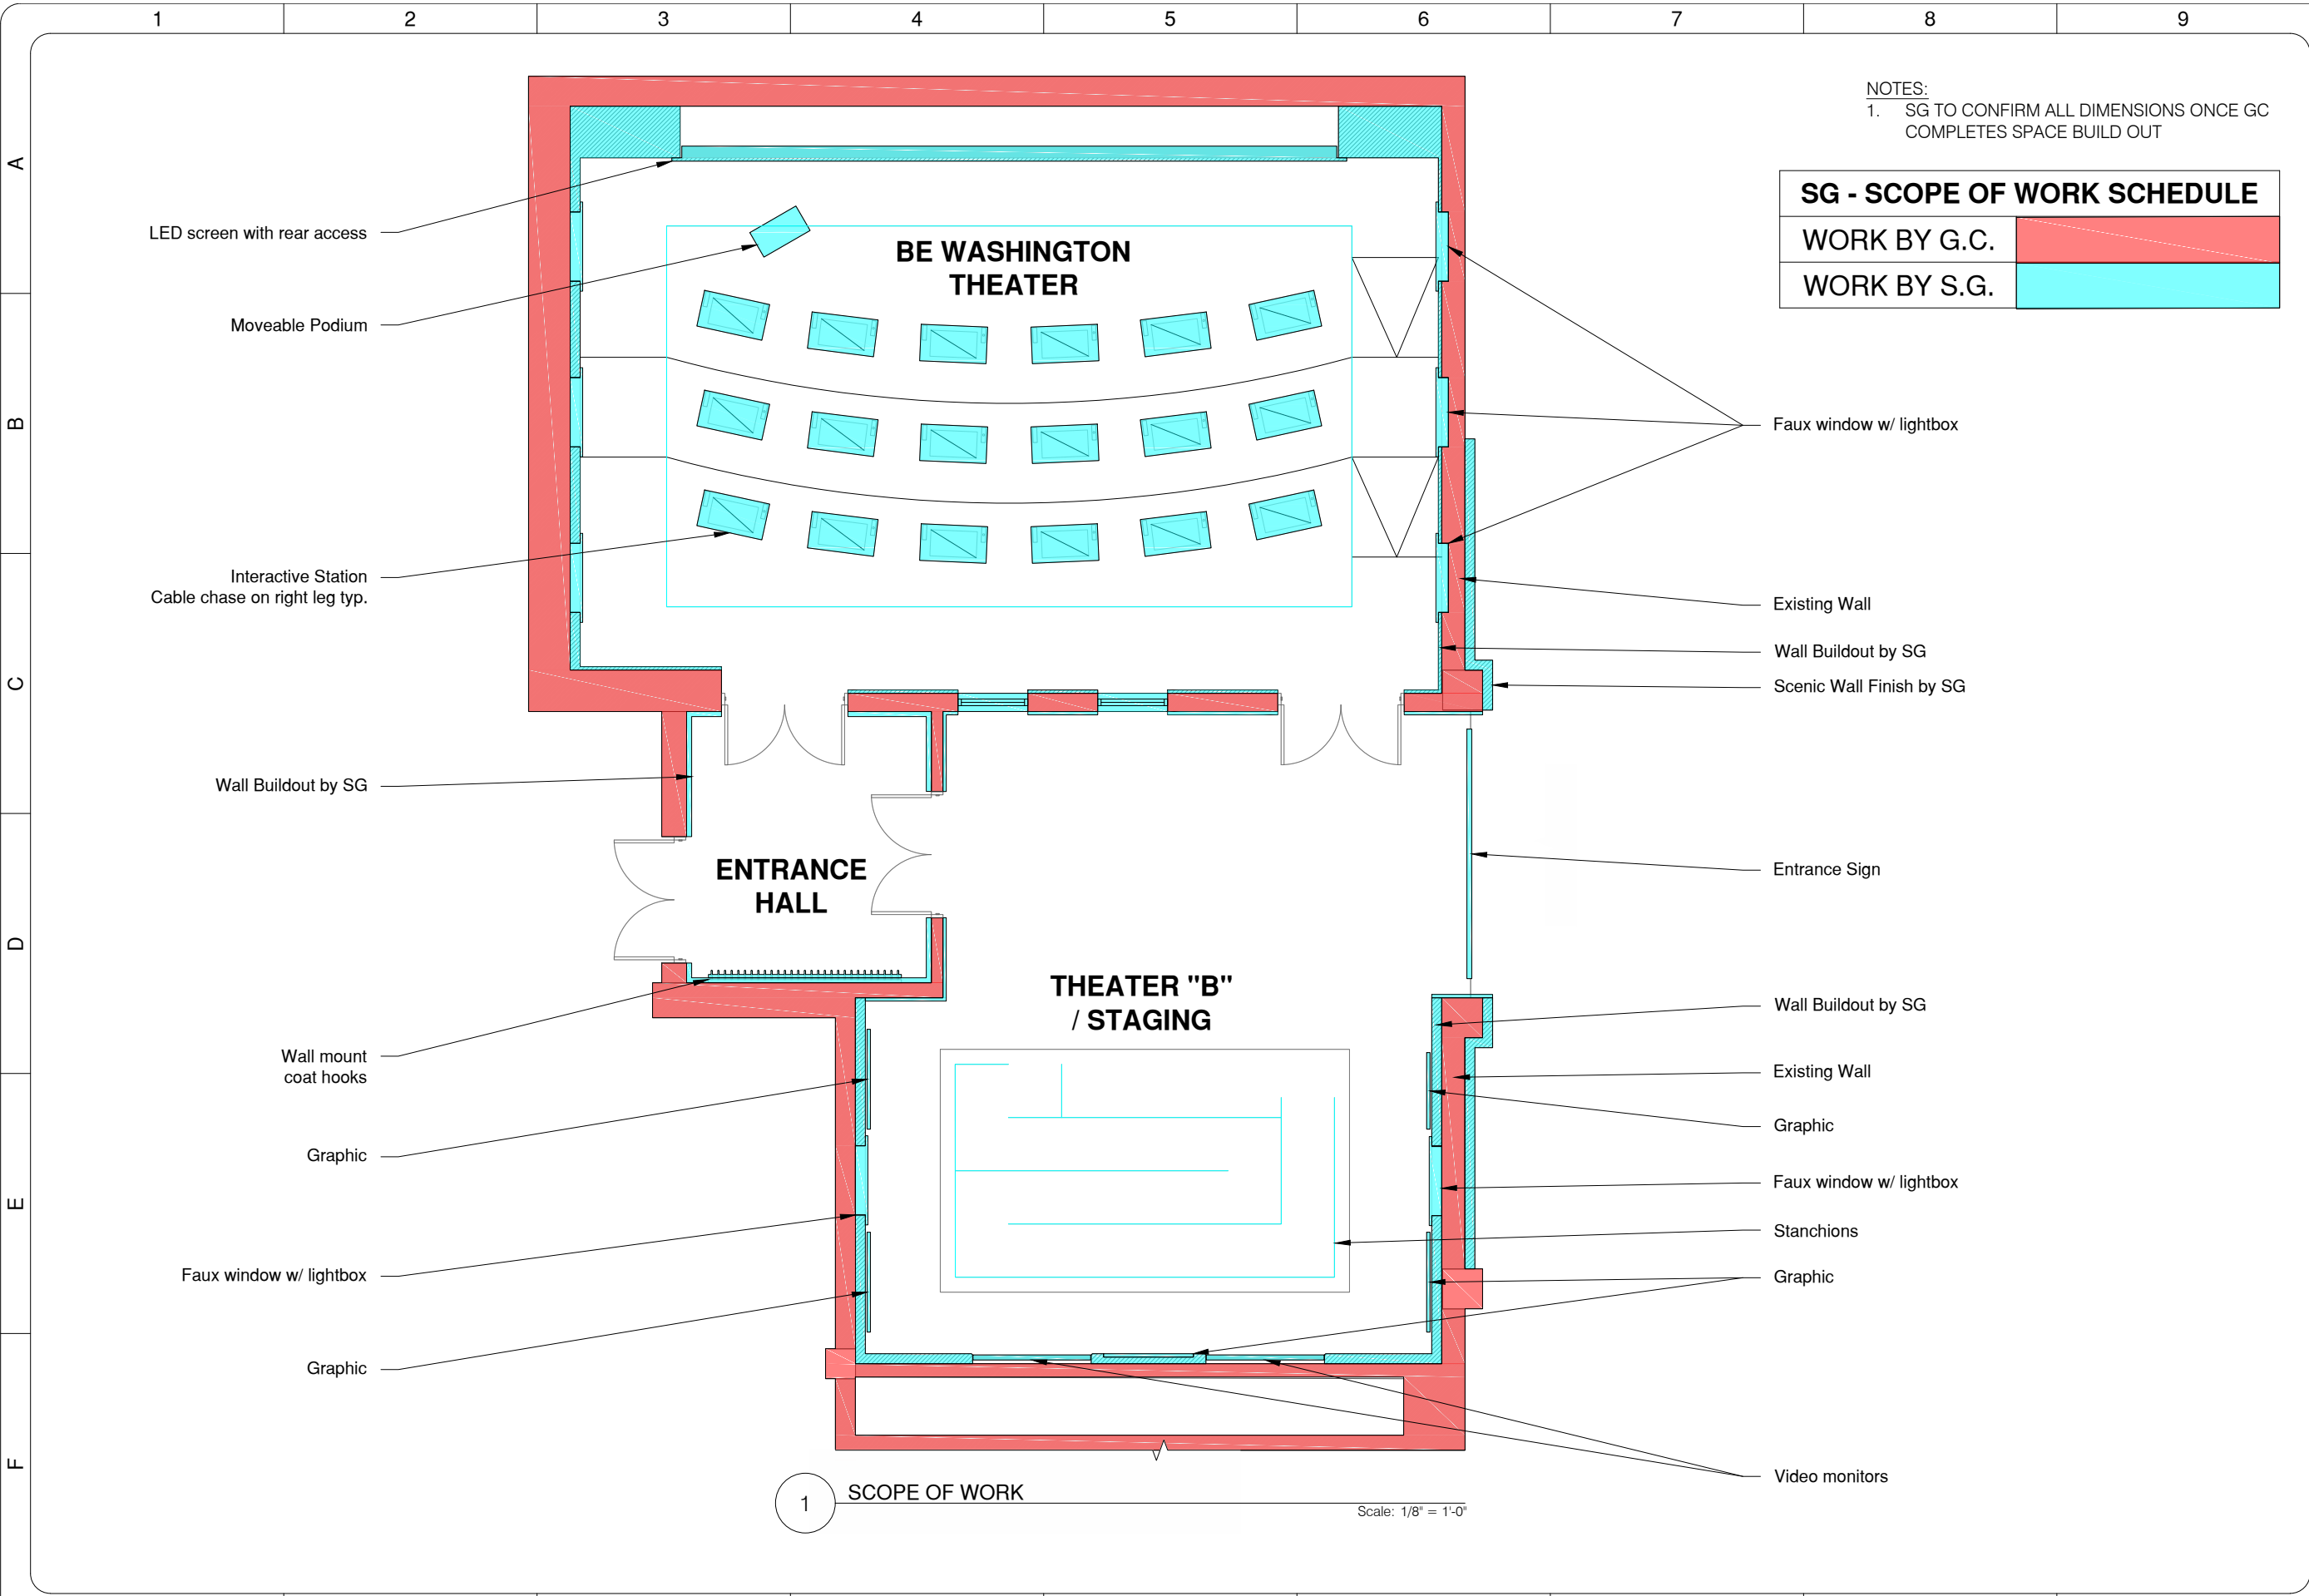 1 2 3 4 5 6 7 8 9
A
B
C
D
E
F
NOTES:
1. SG TO CONFIRM ALL DIMENSIONS ONCE GC
COMPLETES SPACE BUILD OUT
SG - SCOPE OF WORK SCHEDULE
WORK BY G.C.
WORK BY S.G.
LED screen with rear access
Moveable Podium
Interactive Station
Cable chase on right leg typ.
Wall Buildout by SG
Wall mount
coat hooks
Graphic
Faux window w/ lightbox
Graphic
BE WASHINGTON
THEATER
ENTRANCE
HALL
THEATER "B"
/ STAGING
Faux window w/ lightbox
Existing Wall
Wall Buildout by SG
Scenic Wall Finish by SG
Entrance Sign
Wall Buildout by SG
Existing Wall
Graphic
Faux window w/ lightbox
Stanchions
Graphic
Video monitors
1 SCOPE OF WORK
Scale: 1/8" = 1'-0"